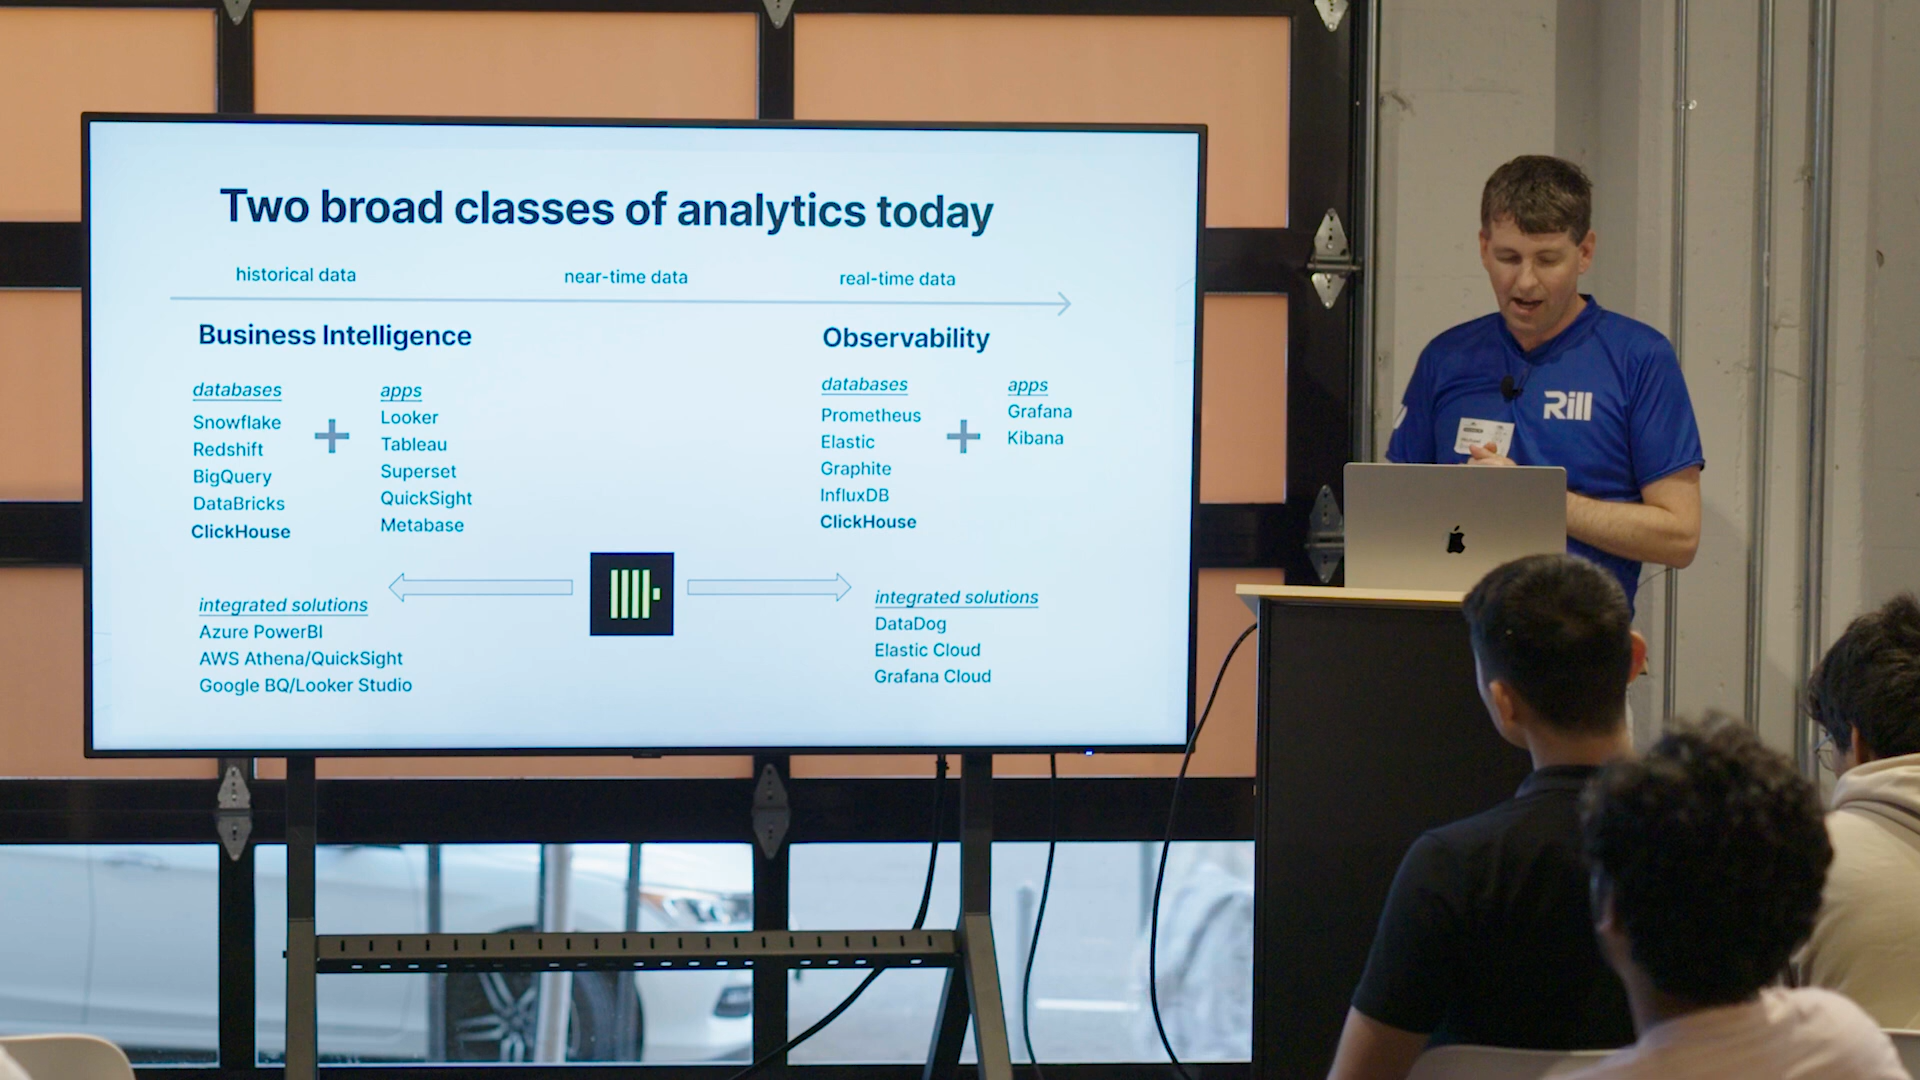 Two broad classes of analytics today
historical data
near-time data
real-time data
Business Intelligence
databases
Snowflake
Redshift
BigQuery
DataBricks
ClickHouse
apps
Looker
Tableau
Superset
QuickSight
Metabase
integrated solutions
Azure PowerBI
AWS Athena/QuickSight
Google BQ/Looker Studio
Observability
databases
Prometheus
Elastic
Graphite
InfluxDB
ClickHouse
apps
Grafana
Kibana
integrated solutions
DataDog
Elastic Cloud
Grafana Cloud
Rill